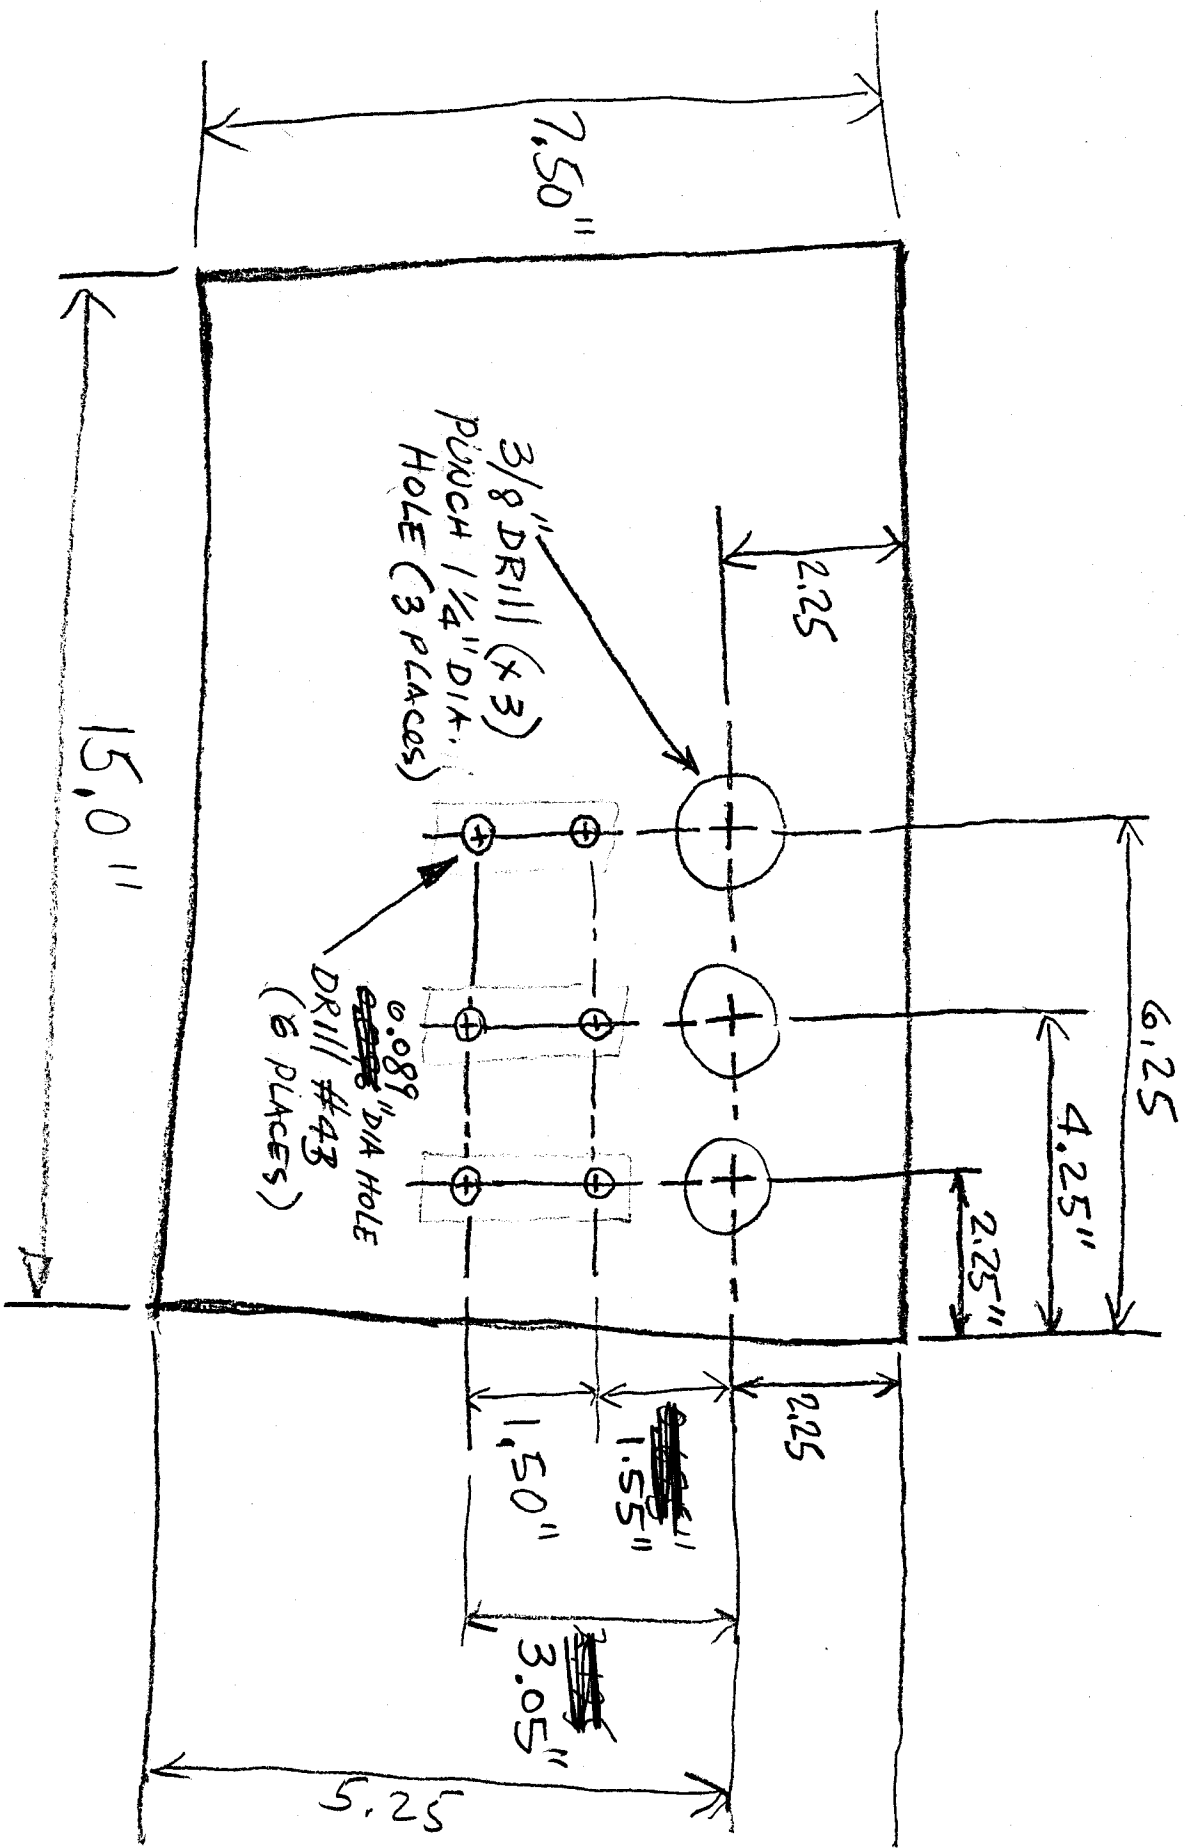 6.25
4.25"
2.25"
2.25
2.25
7.50"
1.55"
1,50"
3.05"
5.25
3/8" DRIll (x3)
PUNCH 1 1/4" DIA.
HOLE (3 PLACes)
0.089
"DIA HOLE
DRIll #43
(6 PLACES)
15.0"